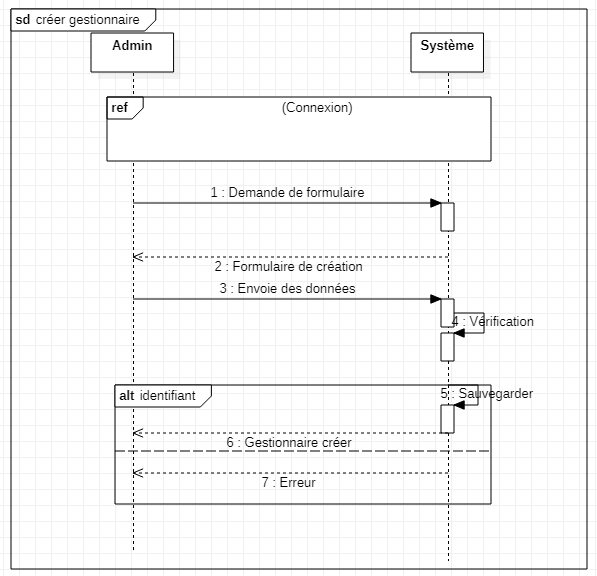 sd créer gestionnaire
Admin
Système
ref
(Connexion)
1 : Demande de formulaire
2 : Formulaire de création
3 : Envoie des données
4 : Vérification
alt identifiant
5 : Sauvegarder
6 : Gestionnaire créer
7 : Erreur